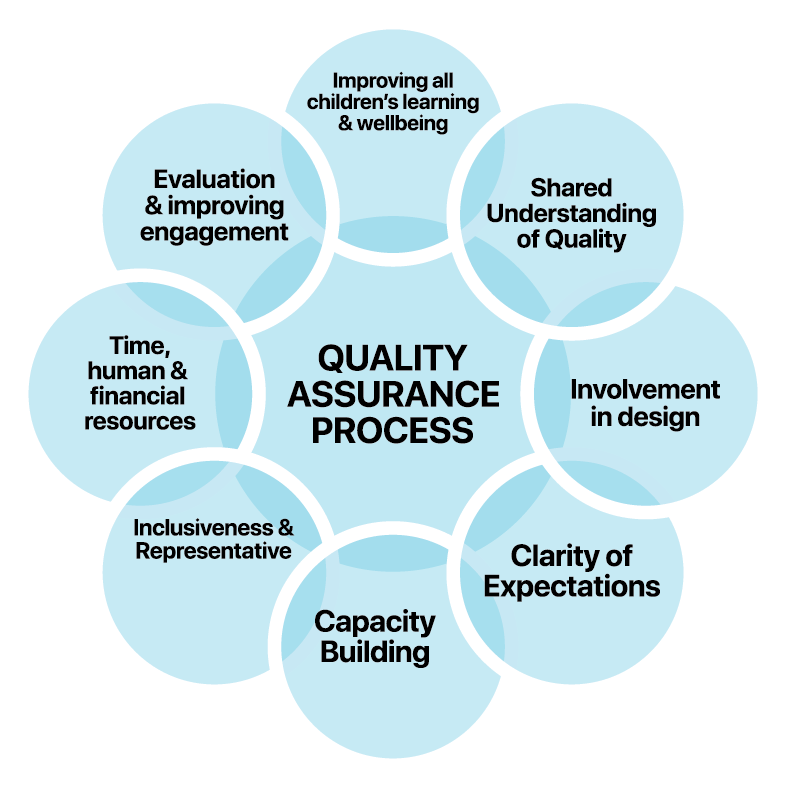 Improving all
children's learning
& wellbeing
Shared
Understanding
of Quality
Involvement
in design
Clarity of
Expectations
Capacity
Building
Inclusiveness &
Representative
Time,
human &
financial
resources
Evaluation
& improving
engagement
QUALITY
ASSURANCE
PROCESS